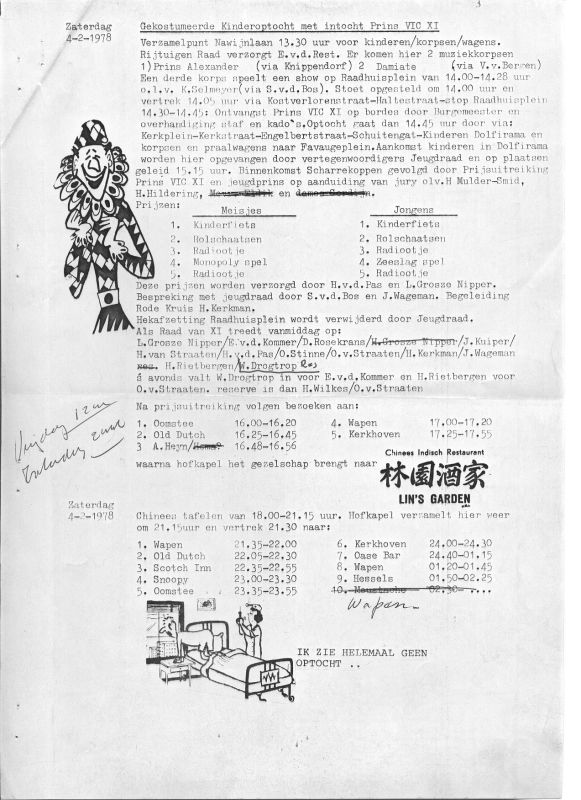 Zaterdag
4-2-1978
Gekostumeerde Kinderoptocht met intocht Prins VIC XI
Verzamelpunt Nawijnlaan 13.30 uur voor kinderen/korpsen/wagens.
Rijtuigen Raad verzorgt E.v.d.Rest. Er komen hier 2 muziekkorpsen
1)Prins Alexander (via Knippendorf) 2 Damiate (via V.v.Bergen)
Een derde korps speelt een show op Raadhuisplein van 14.00-14.28 uur
o.l.v. K.Selmeyer(via S.v.d.Bos). Stoet opgesteld om 14.00 uur en
vertrek 14.05 uur via Kostverlorenstraat-Haltestraat-stop Raadhuisplein
14.30-14.45: Ontvangst Prins VIC XI op bordes door Burgemeester en
overhandiging staf en kado's.Optocht gaat dan 14.45 uur door via:
Kerkplein-Kerkstraat-Engelbertstraat-Schuitengat-Kinderen Dolfirama en
korpsen en praalwagens naar Favaugeplein.Aankomst kinderen in Dolfirama
worden hier opgevangen door vertegenwoordigers Jeugdraad en op plaatsen
geleid 15.15 uur. Binnenkomst Scharrekoppen gevolgd door Prijsuitreiking
Prins VIC XI en jeugdprins op aanduiding van jury olv.H Mulder-Smid,
H.Hildering, en
Prijzen:
Meisjes Jongens
1. Kinderfiets 1. Kinderfiets
2. Rolschaatsen 2. Rolschaatsen
3. Radiootje 3. Radiootje
4. Monopoly spel 4. Zeeslag spel
5. Radiootje 5. Radiootje
Deze prijzen worden verzorgd door H.v.d.Pas en L.Grosze Nipper.
Bespreking met jeugdraad door S.v.d.Bos en J.Wageman. Begeleiding
Rode Kruis H.Kerkman.
Hekafzetting Raadhuisplein wordt verwijderd door Jeugdraad.
Als Raad van XI treedt vanmiddag op:
L.Grosze Nipper/E.v.d.Kommer/D.Rosekrans/H.Grosze Nipper/J.Kuiper/
H.van Straaten/H.v.d.Pas/O.Stinne/O.v.Straaten/H.Kerkman/J.Wageman
res. H.Rietbergen/W.Drogtrop Res
á avonds valt W.Drogtrop in voor E.v.d.Kommer en H.Rietbergen voor
O.v.Straaten. reserve is dan H.Wilkes/O.v.Straaten
Na prijsuitreiking volgen bezoeken aan:
1. Oomstee 16.00-16.20 4. Wapen 17.00-17.20
2. Old Dutch 16.25-16.45 5. Kerkhoven 17.25-17.55
3 A.Heyn/ 16.48-16.56
waarna hofkapel het gezelschap brengt naar
Chinees Indisch Restaurant
林園酒家
LIN'S GARDEN
Zaterdag
4-2-1978
Chinees tafelen van 18.00-21.15 uur. Hofkapel verzamelt hier weer
om 21.15uur en vertrek 21.30 naar:
1. Wapen 21.35-22.00 6. Kerkhoven 24.00-24.30
2. Old Dutch 22.05-22.30 7. Oase Bar 24.40-01.15
3. Scotch Inn 22.35-22.55 8. Wapen 01.20-01.45
4. Snoopy 23.00-23.30 9. Hessels 01.50-02.25
5. Oomstee 23.35-23.55 10. 02.30- ....
Wapen
IK ZIE HELEMAAL GEEN
OPTOCHT ..